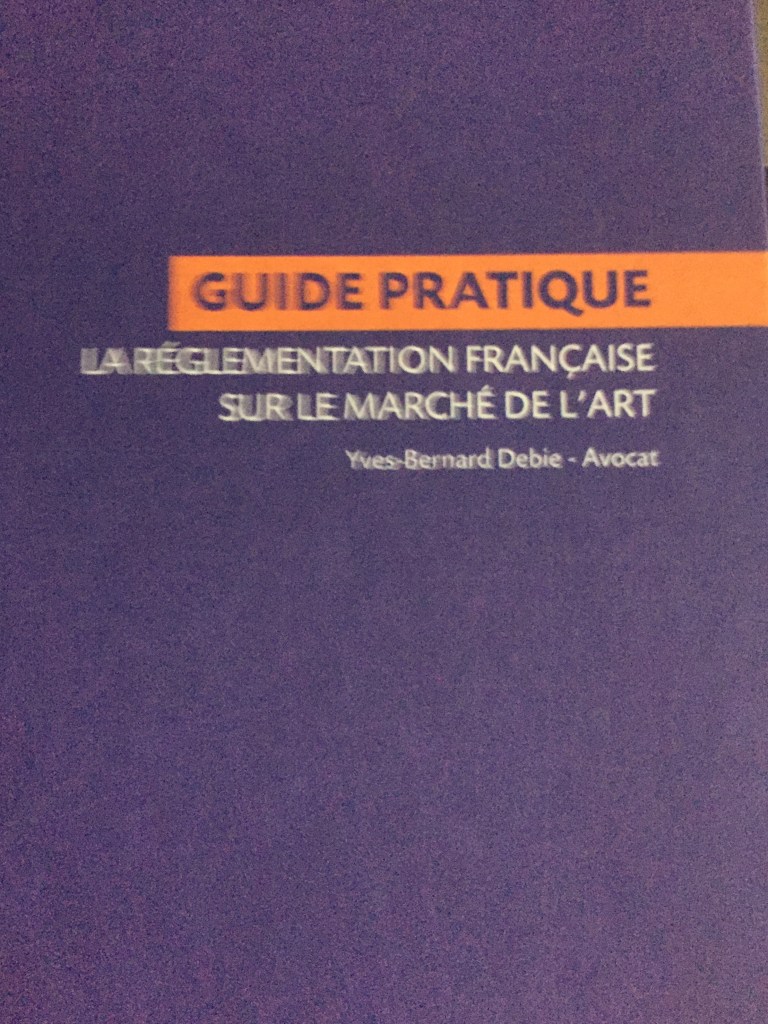 GUIDE PRATIQUE
LA RÉGLEMENTATION FRANÇAISE
SUR LE MARCHÉ DE L'ART
Yves-Bernard Debie - Avocat